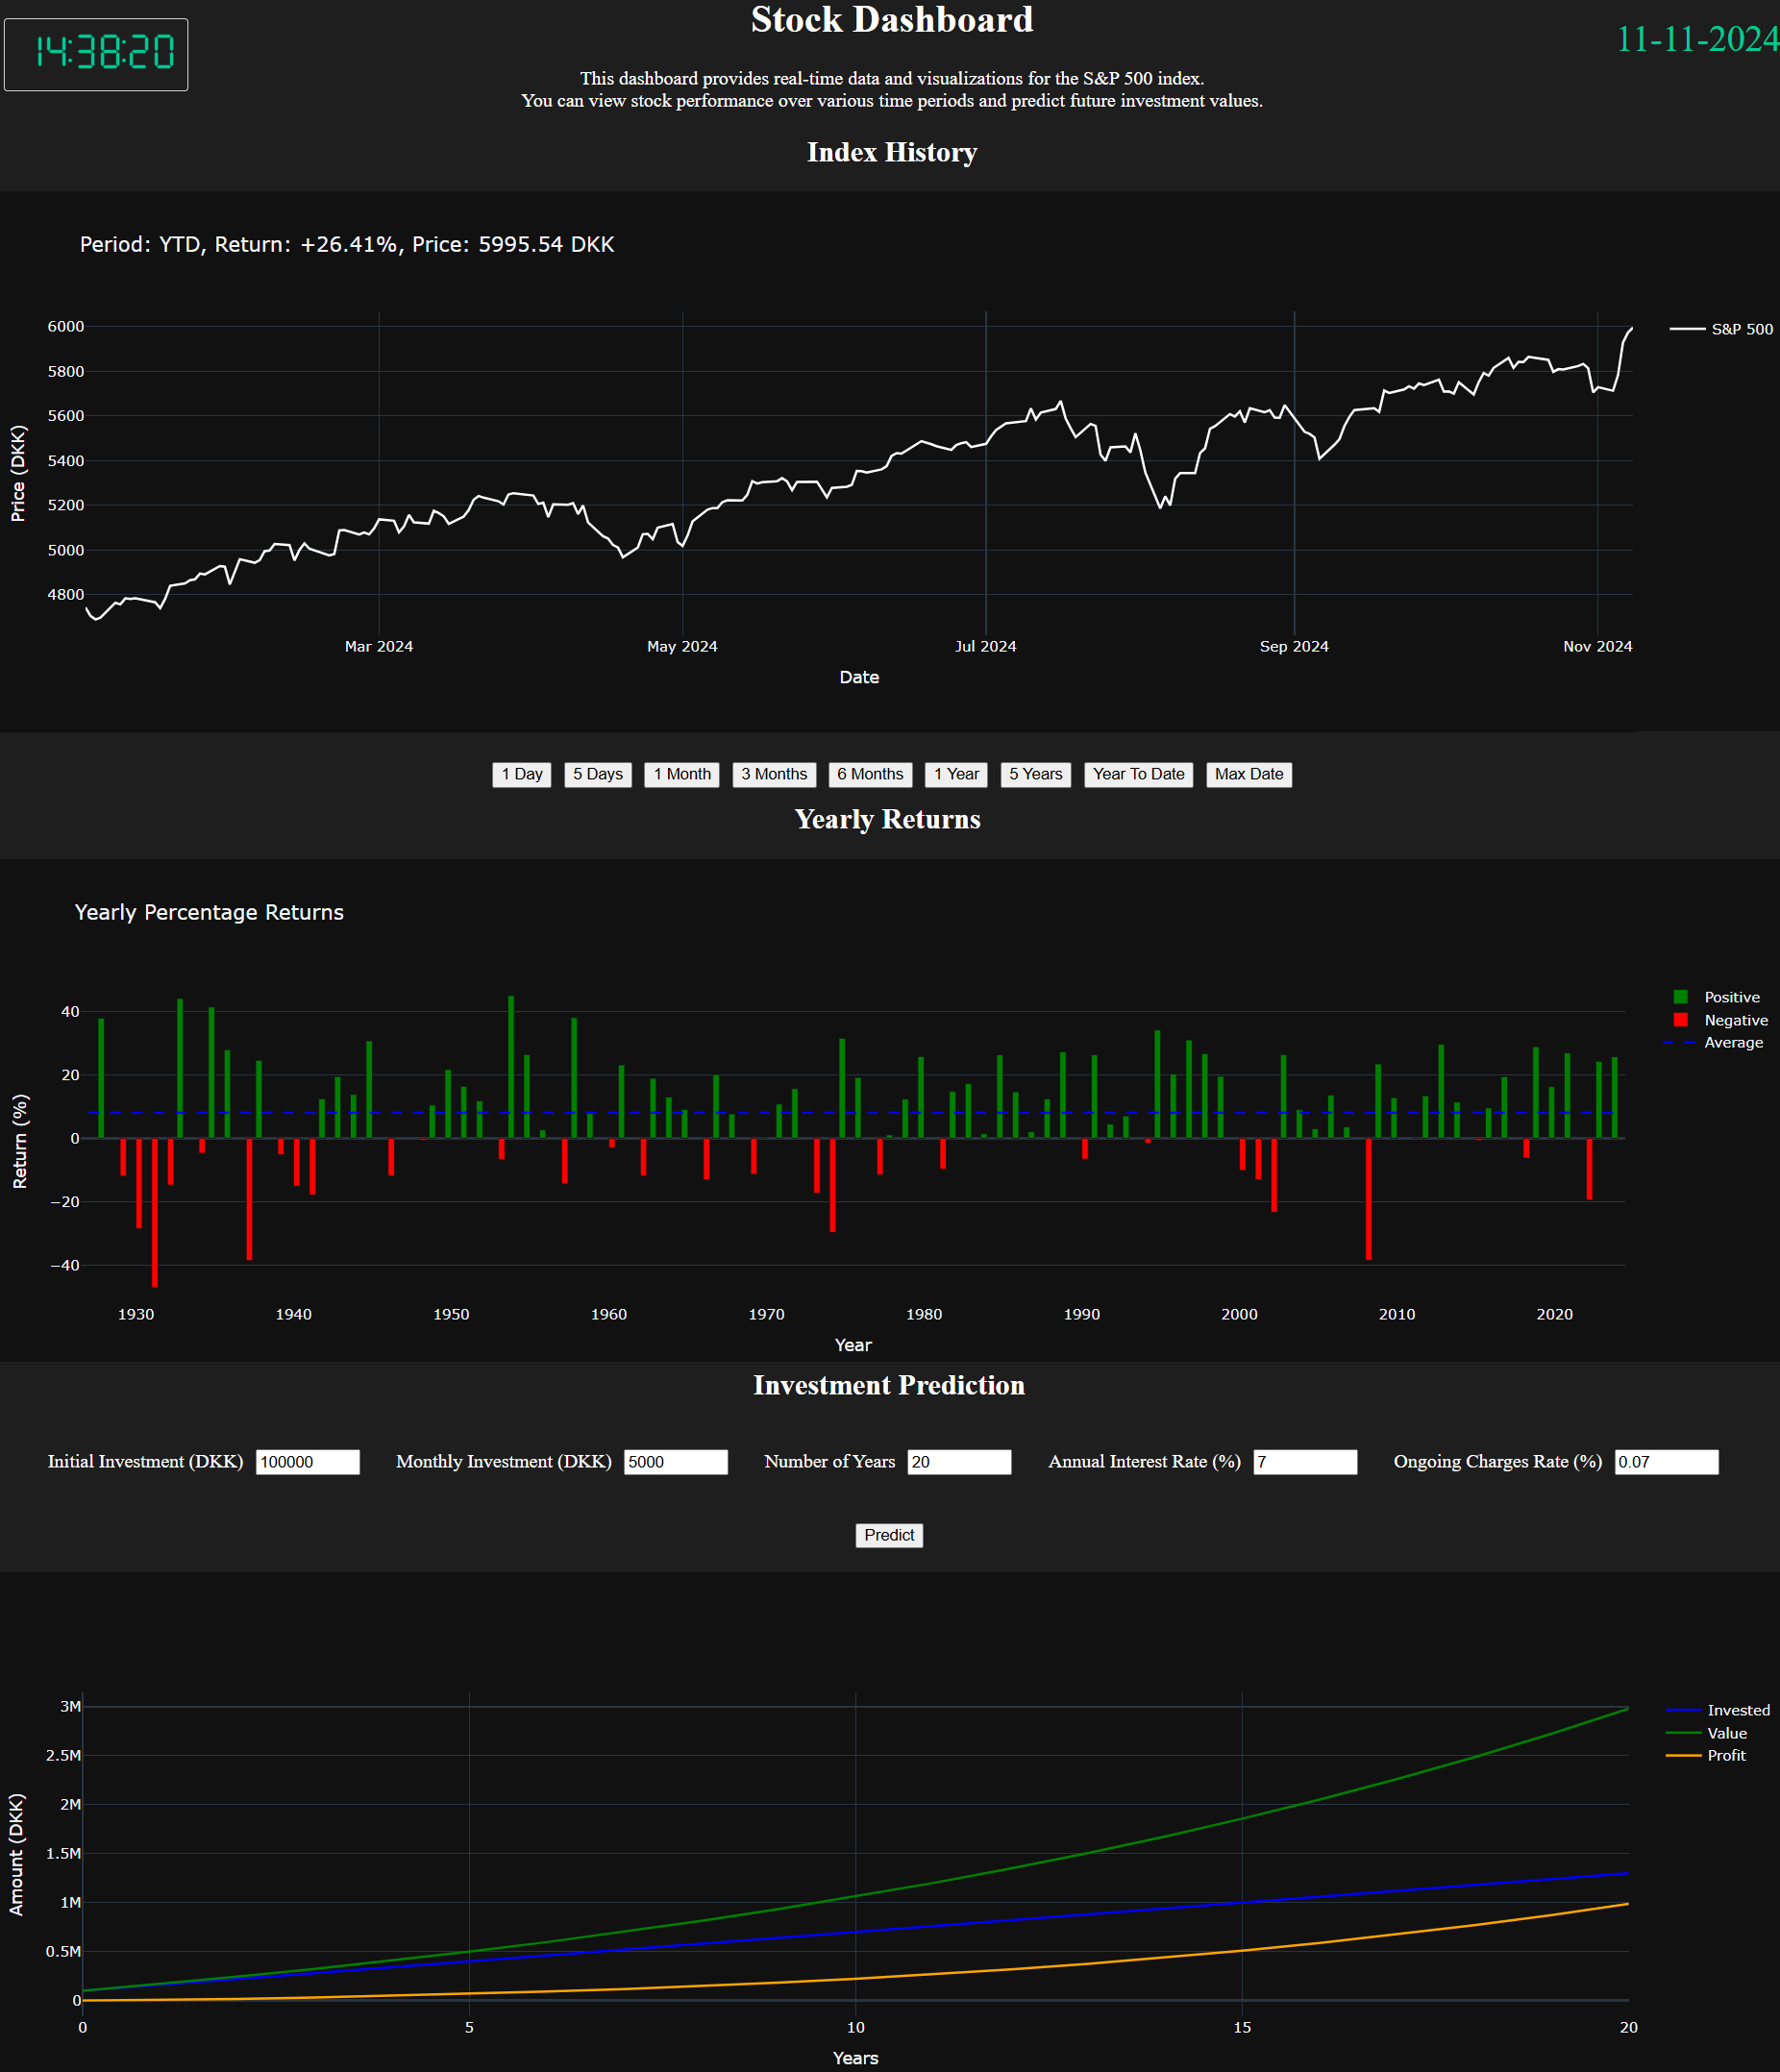 Stock Dashboard
14:38:20
11-11-2024
This dashboard provides real-time data and visualizations for the S&P 500 index.
You can view stock performance over various time periods and predict future investment values.
Index History
Period: YTD, Return: +26.41%, Price: 5995.54 DKK
6000
5800
5600
5400
5200
5000
4800
Price (DKK)
S&P 500
Mar 2024 May 2024 Jul 2024 Sep 2024 Nov 2024
Date
1 Day 5 Days 1 Month 3 Months 6 Months 1 Year 5 Years Year To Date Max Date
Yearly Returns
Yearly Percentage Returns
40
20
0
−20
−40
Return (%)
Positive
Negative
Average
1930 1940 1950 1960 1970 1980 1990 2000 2010 2020
Year
Investment Prediction
Initial Investment (DKK) 100000 Monthly Investment (DKK) 5000 Number of Years 20 Annual Interest Rate (%) 7 Ongoing Charges Rate (%) 0.07
Predict
3M
2.5M
2M
1.5M
1M
0.5M
0
Amount (DKK)
Invested
Value
Profit
0 5 10 15 20
Years